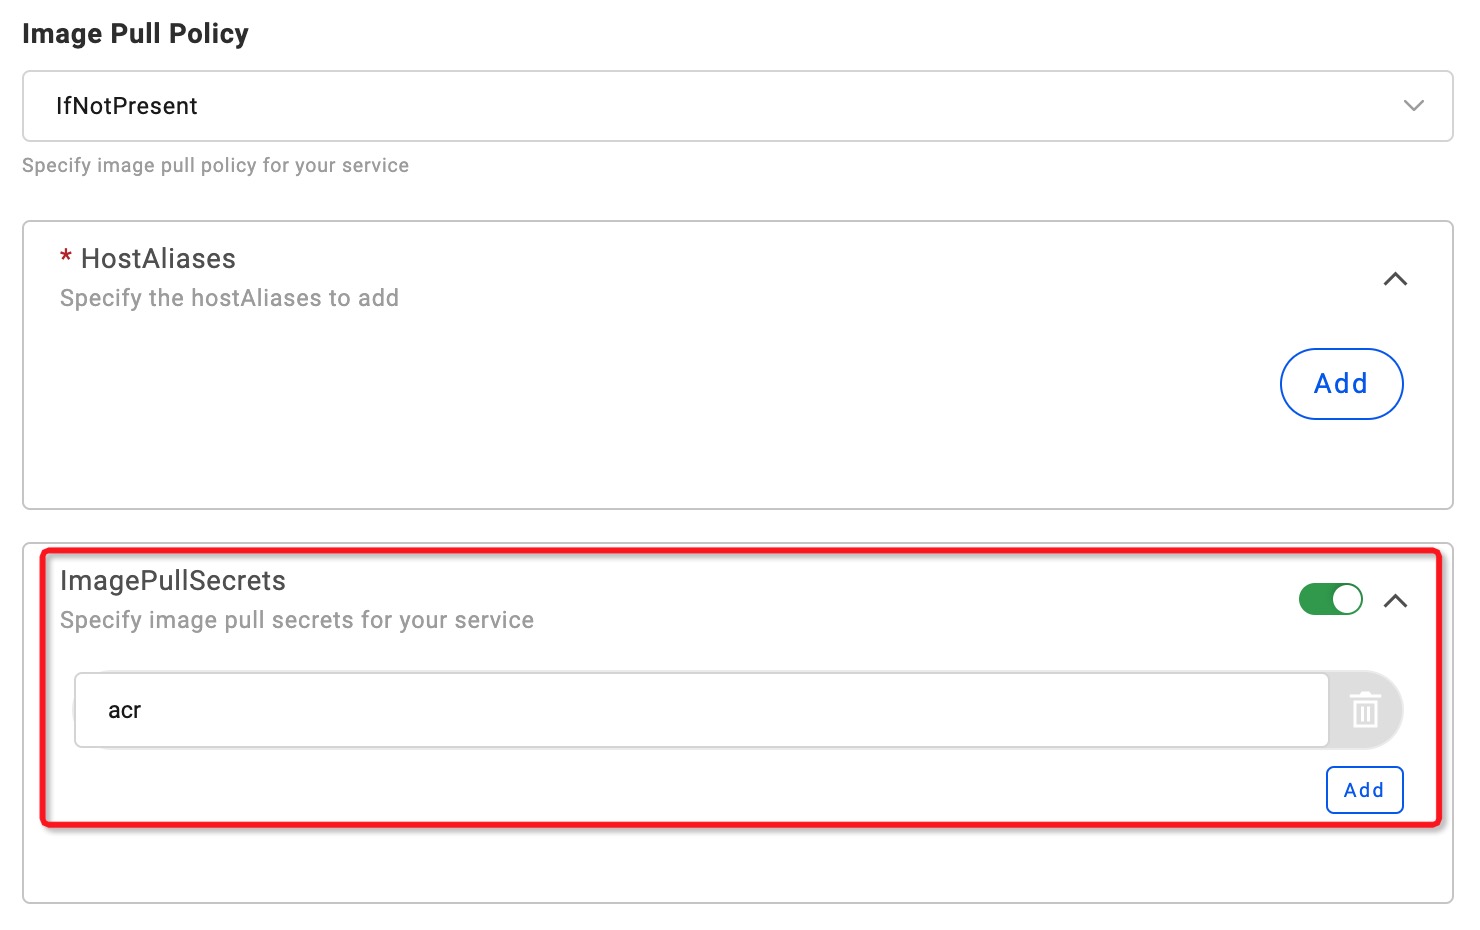 Image Pull Policy
IfNotPresent
Specify image pull policy for your service
* HostAliases
Specify the hostAliases to add
Add
ImagePullSecrets
Specify image pull secrets for your service
acr
Add